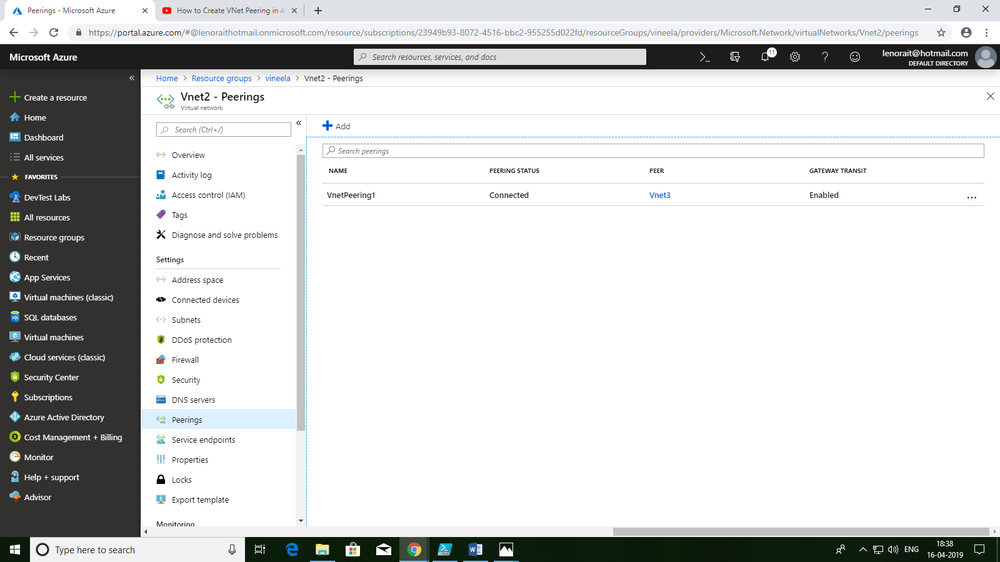 Peerings - Microsoft Azure
How to Create VNet Peering in A
https://portal.azure.com/#@lenoraithotmail.onmicrosoft.com/resource/subscriptions/23949b93-8072-4516-bbc2-955255d022fd/resourceGroups/vineela/providers/Microsoft.Network/virtualNetworks/Vnet2/peerings
Microsoft Azure
Search resources, services, and docs
11
lenorait@hotmail.com
DEFAULT DIRECTORY
Create a resource
Home
Dashboard
All services
FAVORITES
DevTest Labs
All resources
Resource groups
Recent
App Services
Virtual machines (classic)
SQL databases
Virtual machines
Cloud services (classic)
Security Center
Subscriptions
Azure Active Directory
Cost Management + Billing
Monitor
Help + support
Advisor
Home > Resource groups > vineela > Vnet2 - Peerings
Vnet2 - Peerings
Virtual network
Search (Ctrl+/)
Overview
Activity log
Access control (IAM)
Tags
Diagnose and solve problems
Settings
Address space
Connected devices
Subnets
DDoS protection
Firewall
Security
DNS servers
Peerings
Service endpoints
Properties
Locks
Export template
Monitoring
Add
Search peerings
NAME PEERING STATUS PEER GATEWAY TRANSIT
VnetPeering1 Connected Vnet3 Enabled ...
Type here to search
ENG
18:38
16-04-2019